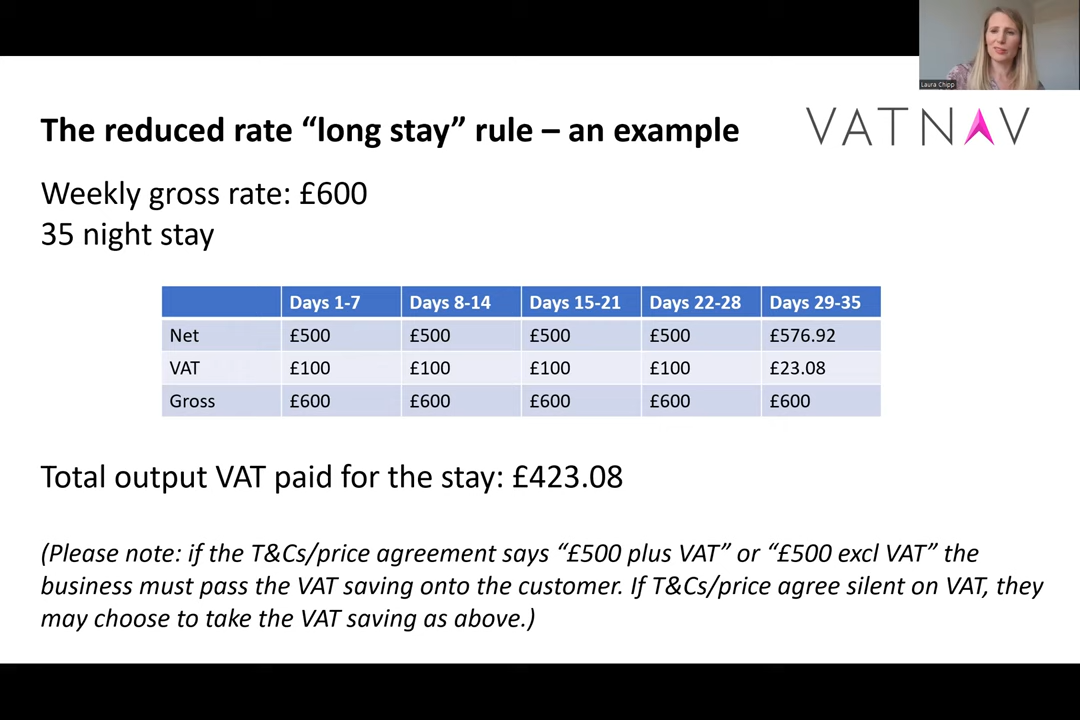 Laura Chipp
The reduced rate “long stay” rule – an example
VATNAV
Weekly gross rate: £600
35 night stay
Days 1-7 Days 8-14 Days 15-21 Days 22-28 Days 29-35
Net £500 £500 £500 £500 £576.92
VAT £100 £100 £100 £100 £23.08
Gross £600 £600 £600 £600 £600
Total output VAT paid for the stay: £423.08
(Please note: if the T&Cs/price agreement says “£500 plus VAT” or “£500 excl VAT” the
business must pass the VAT saving onto the customer. If T&Cs/price agree silent on VAT, they
may choose to take the VAT saving as above.)